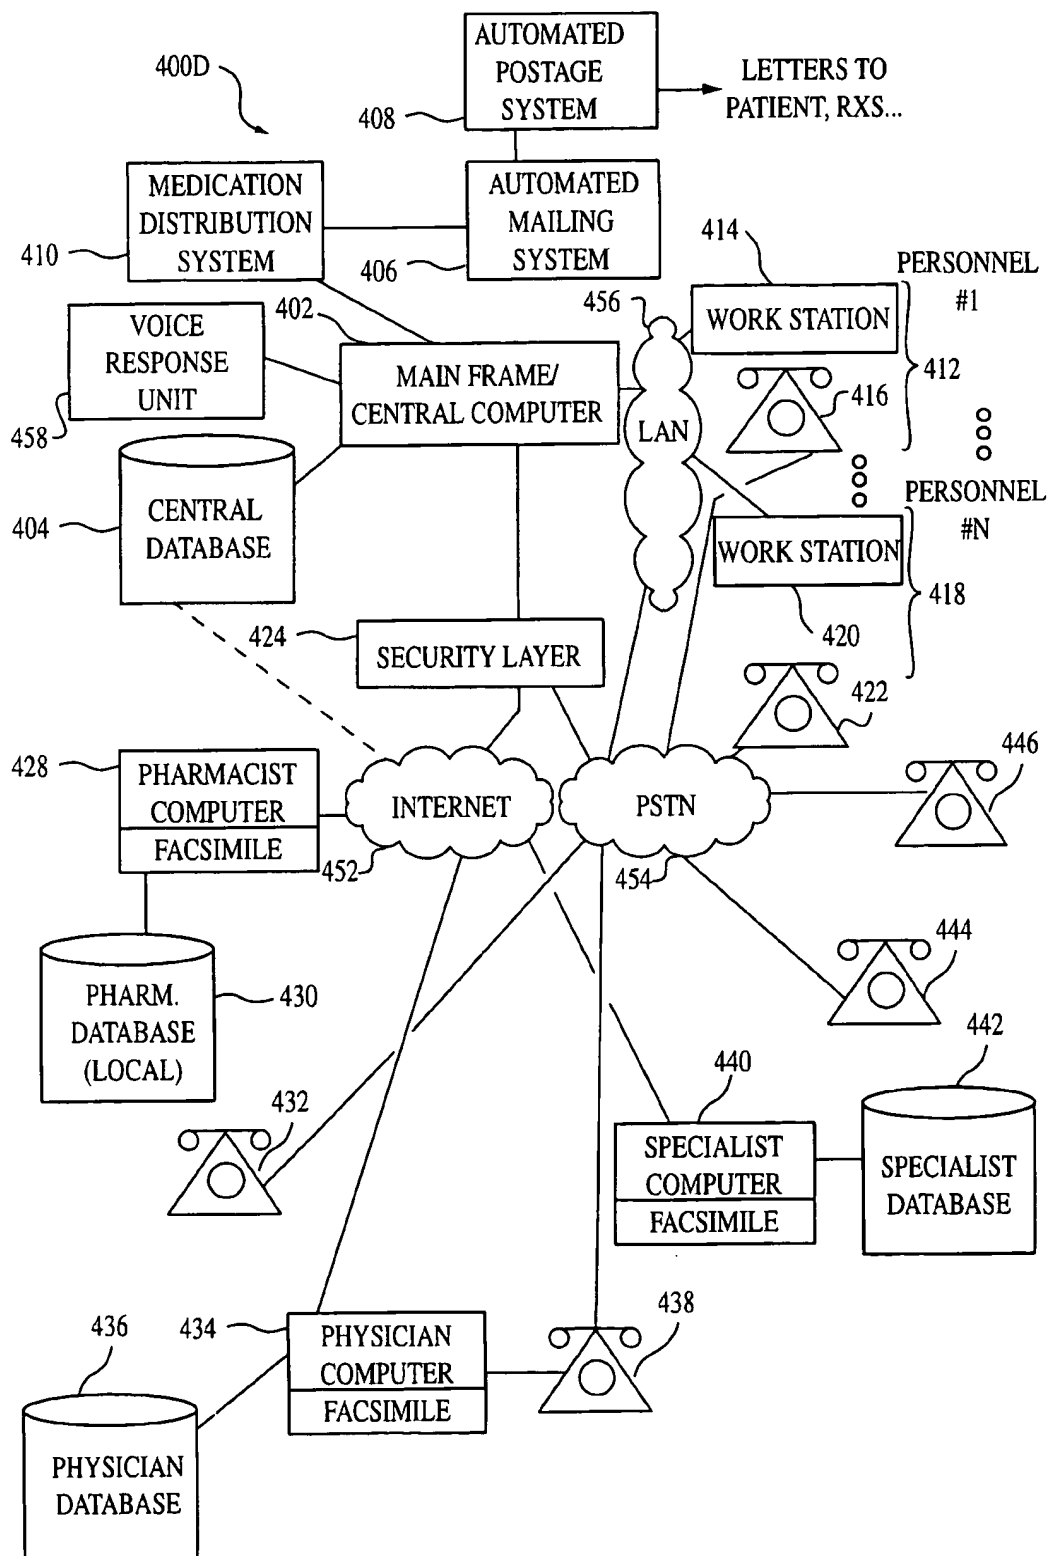 400D
AUTOMATED
POSTAGE
SYSTEM
408
LETTERS TO
PATIENT, RXS...
MEDICATION
DISTRIBUTION
SYSTEM
410
AUTOMATED
MAILING
SYSTEM
406
414
PERSONNEL
#1
WORK STATION
412
416
456
402
VOICE
RESPONSE
UNIT
458
MAIN FRAME/
CENTRAL COMPUTER
LAN
404
CENTRAL
DATABASE
PERSONNEL
#N
WORK STATION
418
420
424
SECURITY LAYER
422
428
PHARMACIST
COMPUTER
FACSIMILE
INTERNET
452
PSTN
454
446
444
PHARM.
DATABASE
(LOCAL)
430
442
440
432
SPECIALIST
COMPUTER
FACSIMILE
SPECIALIST
DATABASE
436
434
PHYSICIAN
COMPUTER
FACSIMILE
438
PHYSICIAN
DATABASE